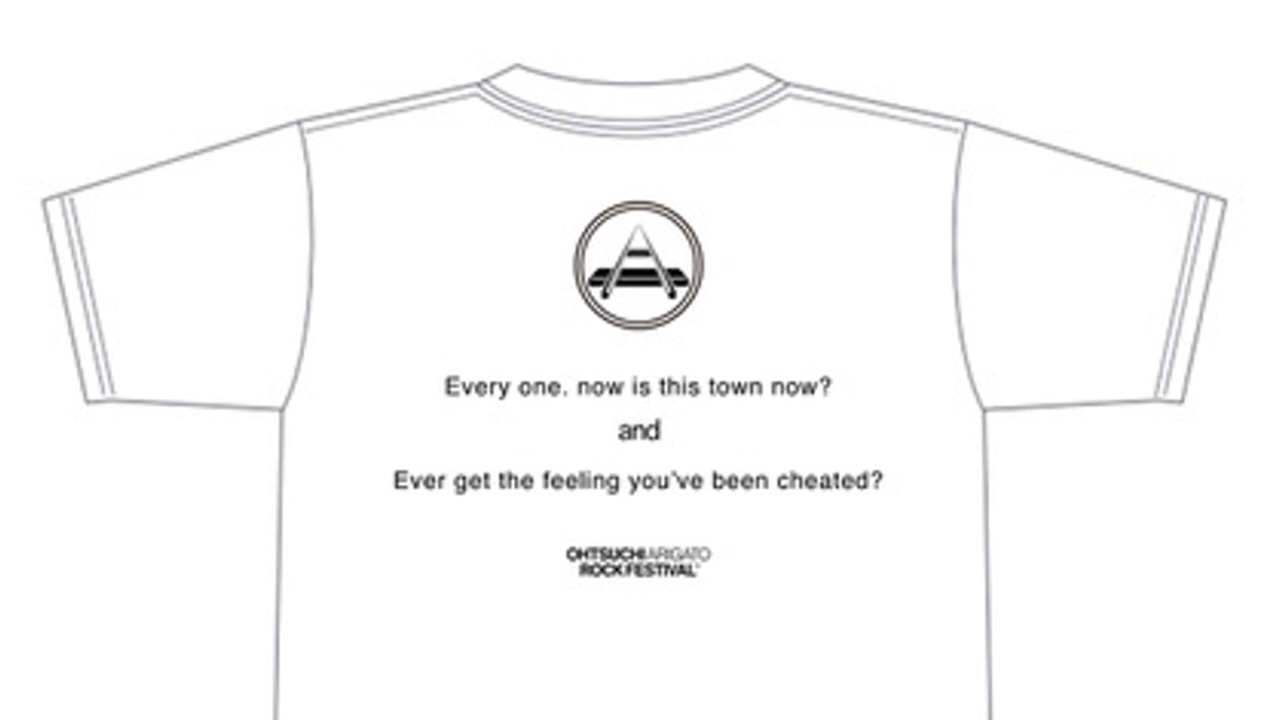 Every one. now is this town now?
and
Ever get the feeling you've been cheated?
OHTSUCHI ARIGATO
ROCK FESTIVAL